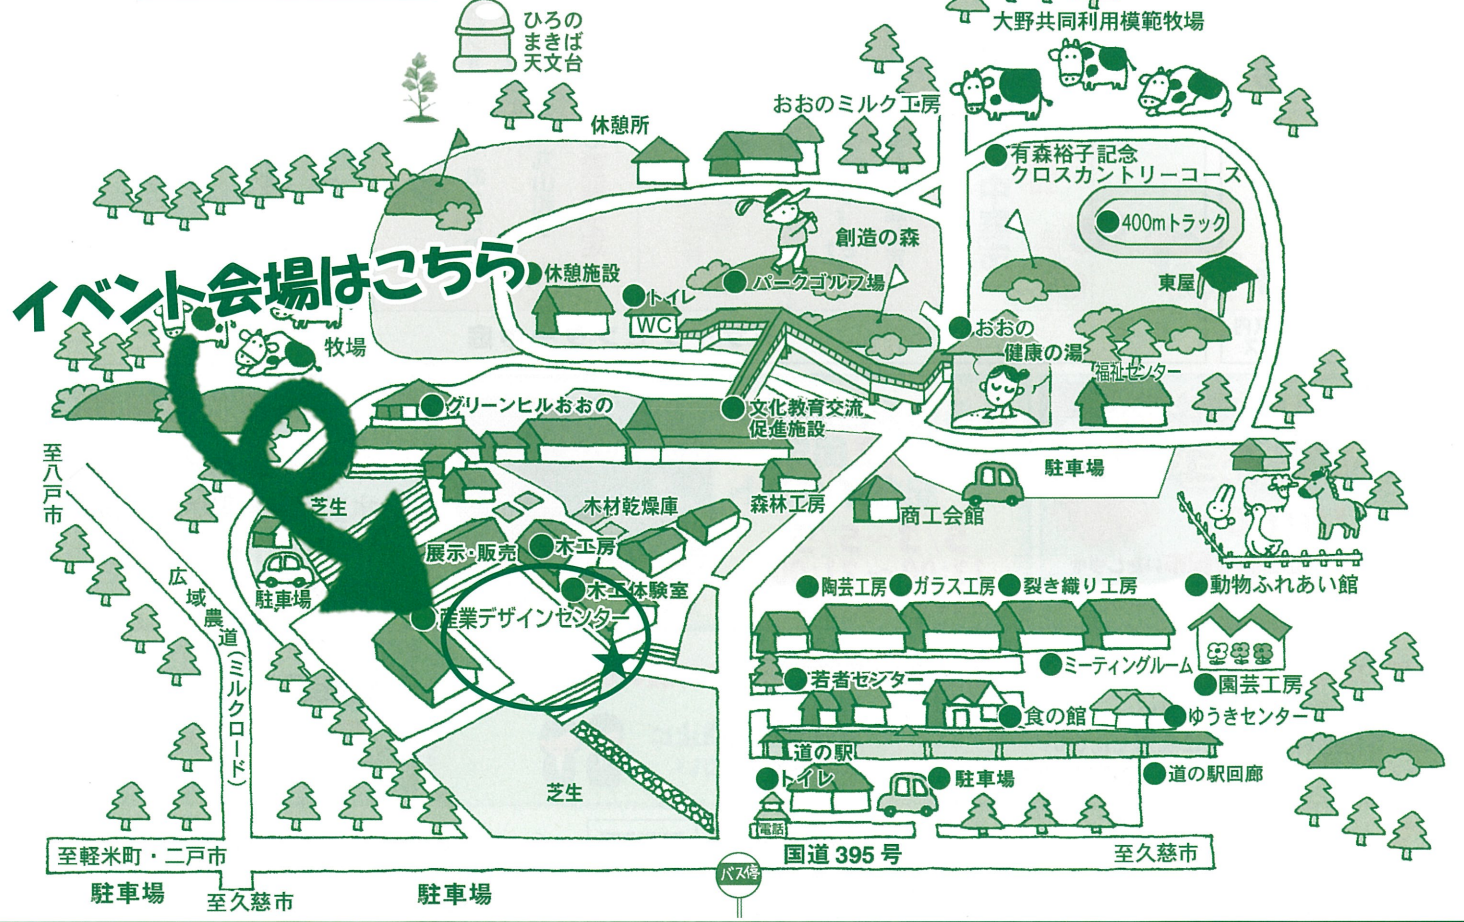 大野共同利用模範牧場
ひろの
まきば
天文台
おおのミルク工房
休憩所
有森裕子記念
クロスカントリーコース
400mトラック
創造の森
イベント会場はこちら
休憩施設
トイレ
WC
パークゴルフ場
東屋
おおの
健康の湯
福祉センター
牧場
グリーンヒルおおの
文化教育交流
促進施設
至八戸市
駐車場
芝生
木材乾燥庫
森林工房
商工会館
展示・販売
木工房
木工体験室
産業デザインセンター
駐車場
広域農道(ミルクロード)
陶芸工房
ガラス工房
裂き織り工房
動物ふれあい館
ミーティングルーム
若者センター
園芸工房
食の館
ゆうきセンター
道の駅
トイレ
駐車場
道の駅回廊
芝生
電話
国道395号
至軽米町・二戸市
至久慈市
バス停
駐車場
至久慈市
駐車場